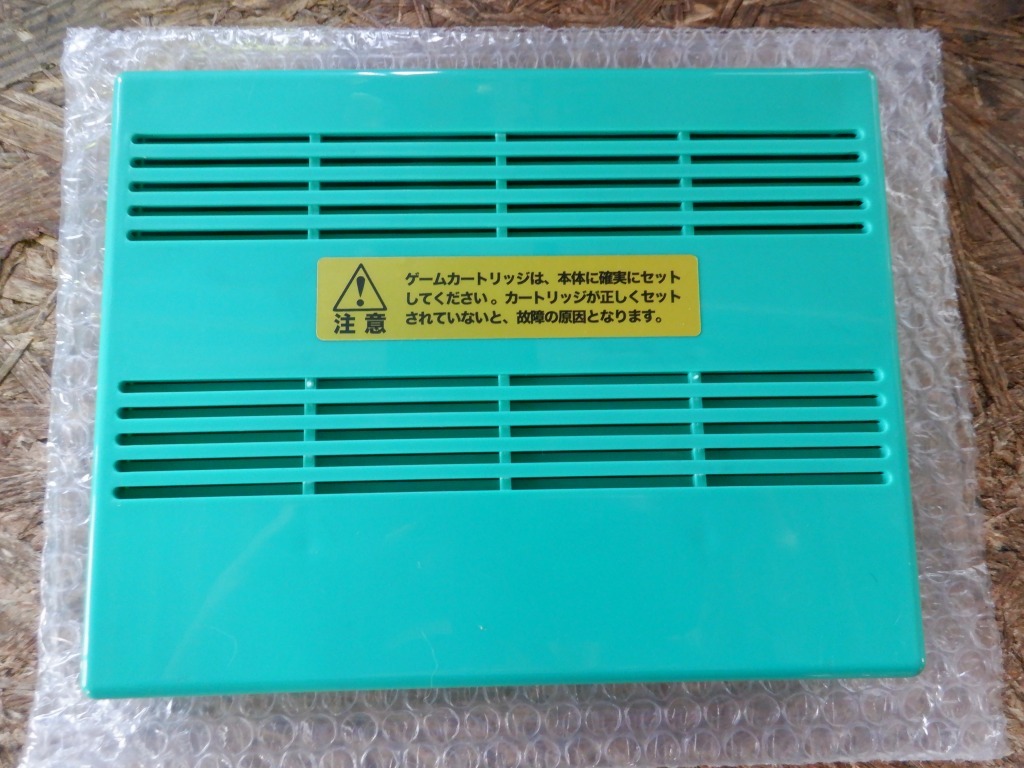 注意
ゲームカートリッジは、本体に確実にセット
してください。カートリッジが正しくセット
されていないと、故障の原因となります。